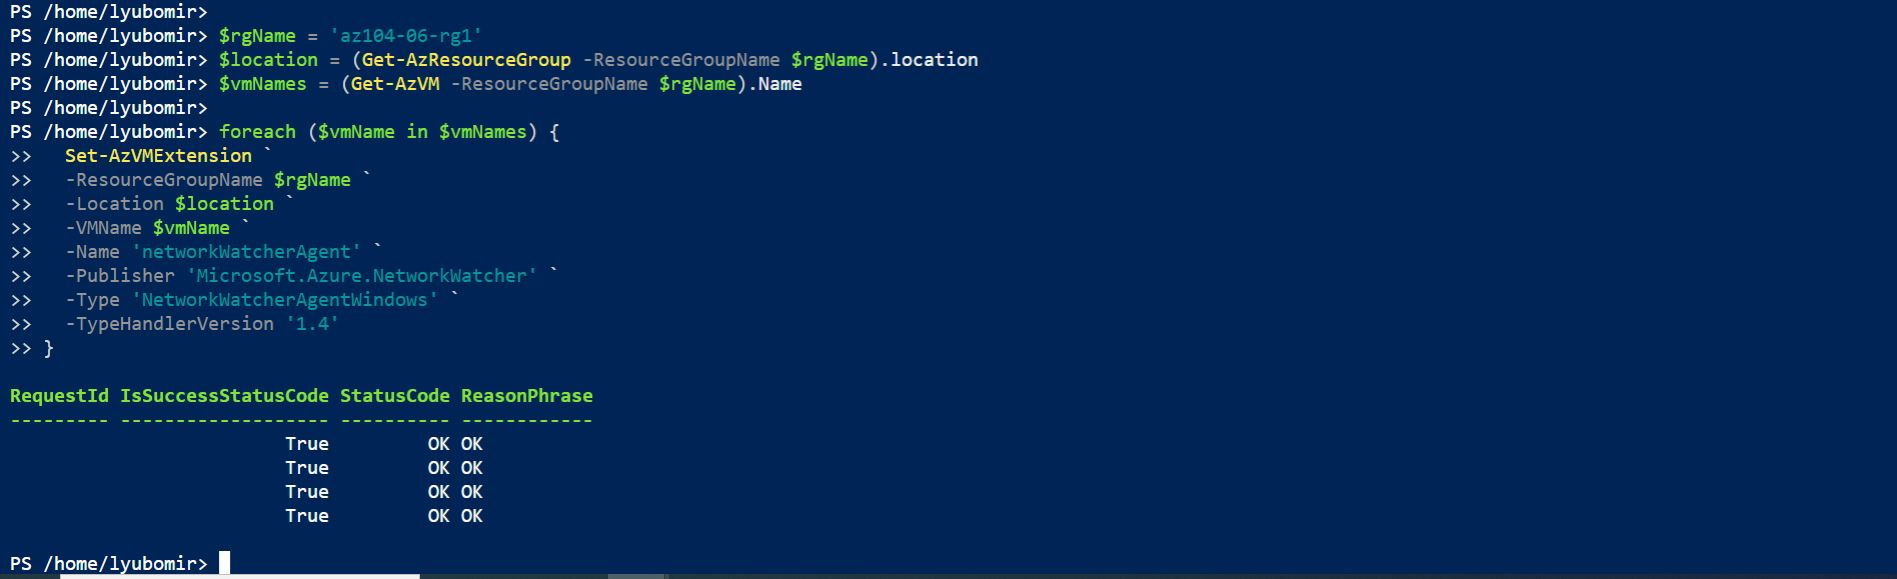 PS /home/lyubomir>
PS /home/lyubomir> $rgName = 'az104-06-rg1'
PS /home/lyubomir> $location = (Get-AzResourceGroup -ResourceGroupName $rgName).location
PS /home/lyubomir> $vmNames = (Get-AzVM -ResourceGroupName $rgName).Name
PS /home/lyubomir>
PS /home/lyubomir> foreach ($vmName in $vmNames) {
>>   Set-AzVMExtension `
>>   -ResourceGroupName $rgName `
>>   -Location $location `
>>   -VMName $vmName `
>>   -Name 'networkWatcherAgent' `
>>   -Publisher 'Microsoft.Azure.NetworkWatcher' `
>>   -Type 'NetworkWatcherAgentWindows' `
>>   -TypeHandlerVersion '1.4'
>> }
RequestId IsSuccessStatusCode StatusCode ReasonPhrase
--------- ------------------- ---------- ------------
                         True         OK OK
                         True         OK OK
                         True         OK OK
                         True         OK OK
PS /home/lyubomir>